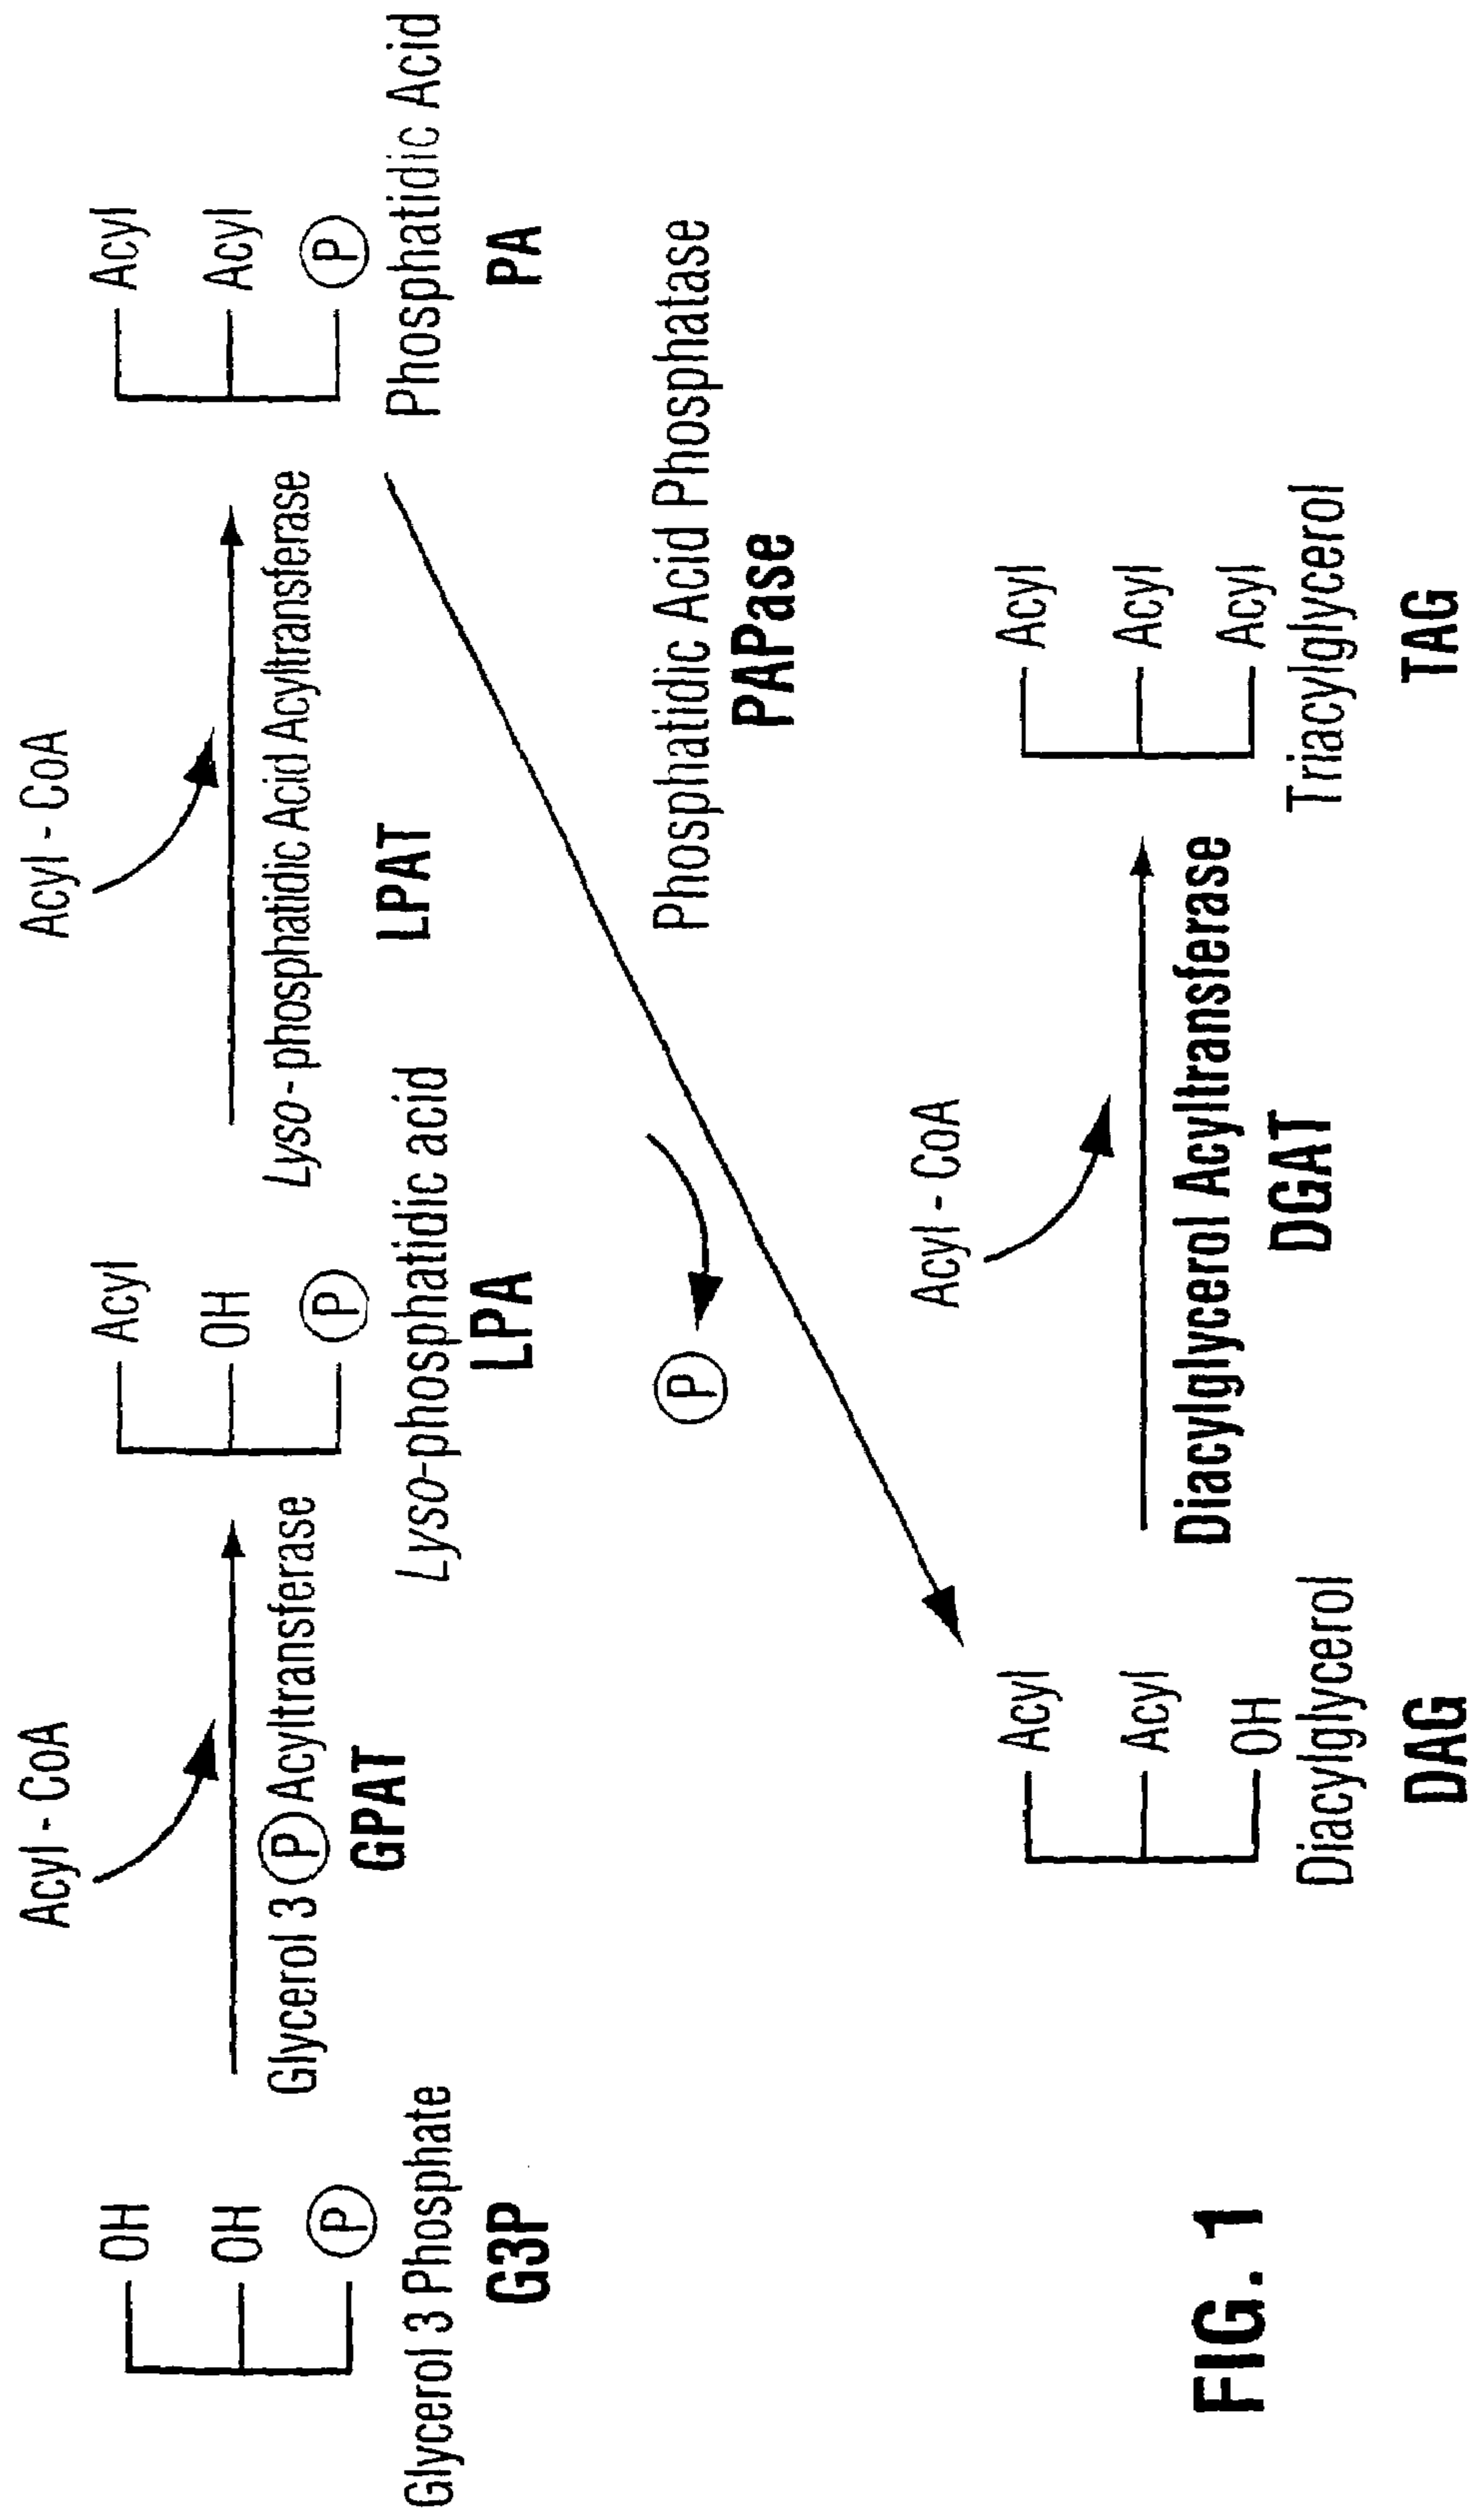 Acyl - CoA
Acyl - CoA
OH
OH
P
Glycerol 3 Phosphate
G3P
Glycerol 3 P Acyltransferase
GPAT
Acyl
OH
P
Lyso-phosphatidic acid
LPA
Lyso-phosphatidic Acid Acyltransferase
LPAT
Acyl
Acyl
P
Phosphatidic Acid
PA
P
Phosphatidic Acid Phosphatase
PAPase
Acyl - CoA
Acyl
Acyl
OH
Diacylglycerol
DAG
Diacylglycerol Acyltransferase
DGAT
Acyl
Acyl
Acyl
Triacylglycerol
TAG
FIG. 1